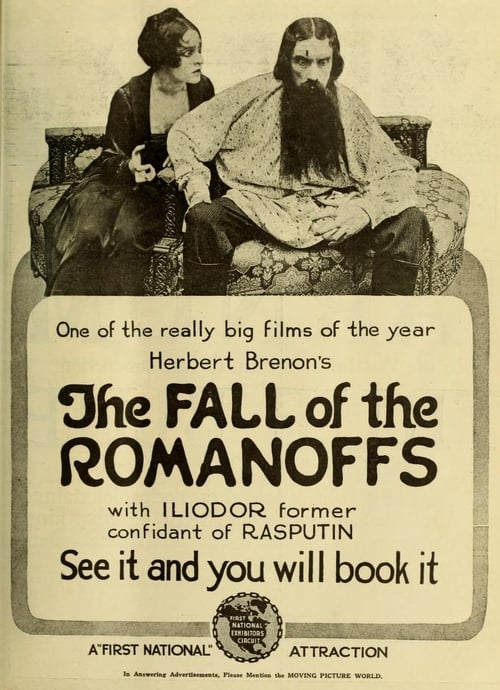 One of the really big films of the year
Herbert Brenon's
The FALL of the
ROMANOFFS
with ILIODOR former
confidant of RASPUTIN
See it and you will book it
FIRST
NATIONAL
EXHIBITORS
CIRCUIT
A "FIRST NATIONAL" ATTRACTION
In Answering Advertisements, Please Mention the MOVING PICTURE WORLD.